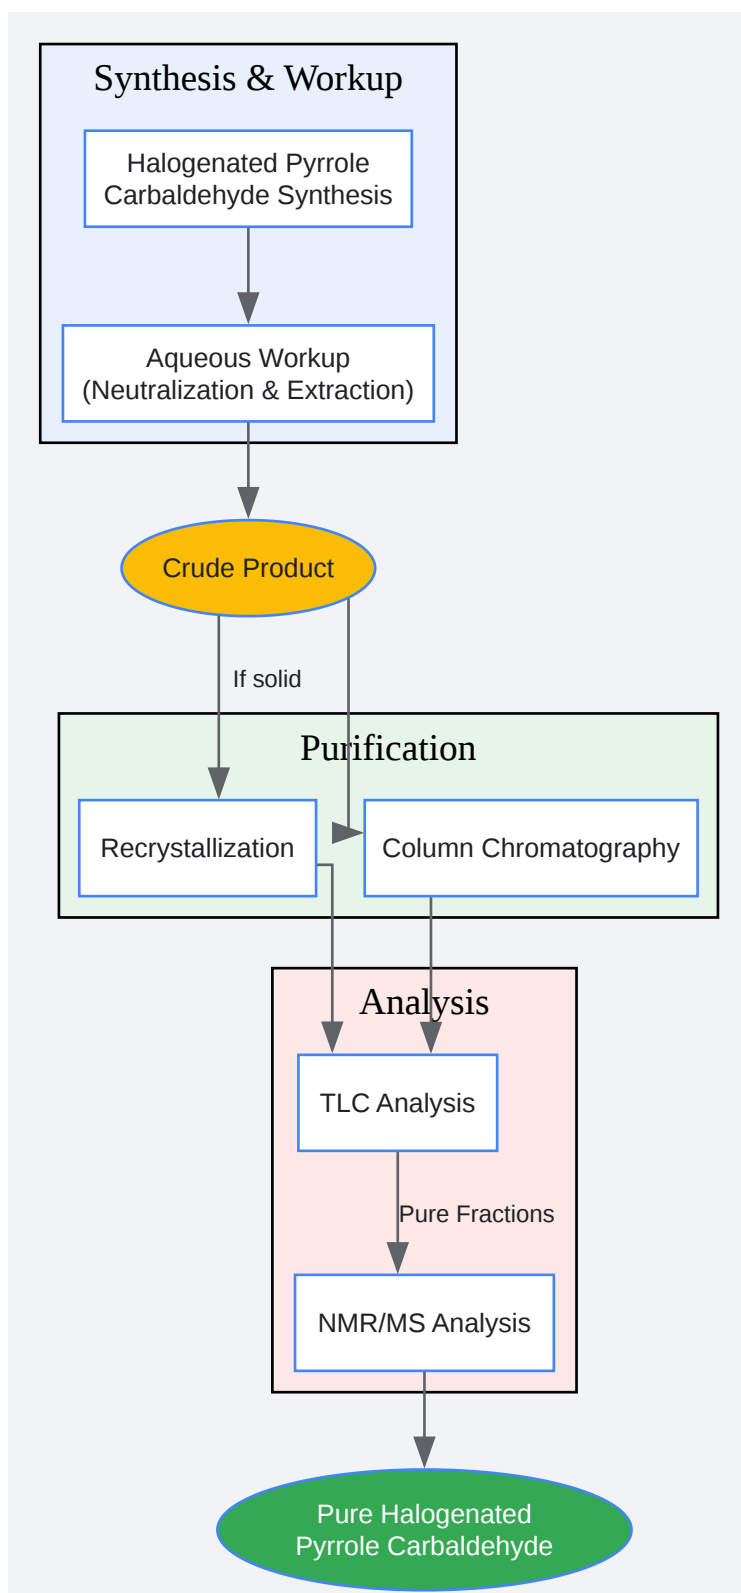 Synthesis & Workup
Halogenated Pyrrole
Carbaldehyde Synthesis
Aqueous Workup
(Neutralization & Extraction)
Crude Product
If solid
Purification
Recrystallization
Column Chromatography
Analysis
TLC Analysis
Pure Fractions
NMR/MS Analysis
Pure Halogenated
Pyrrole Carbaldehyde